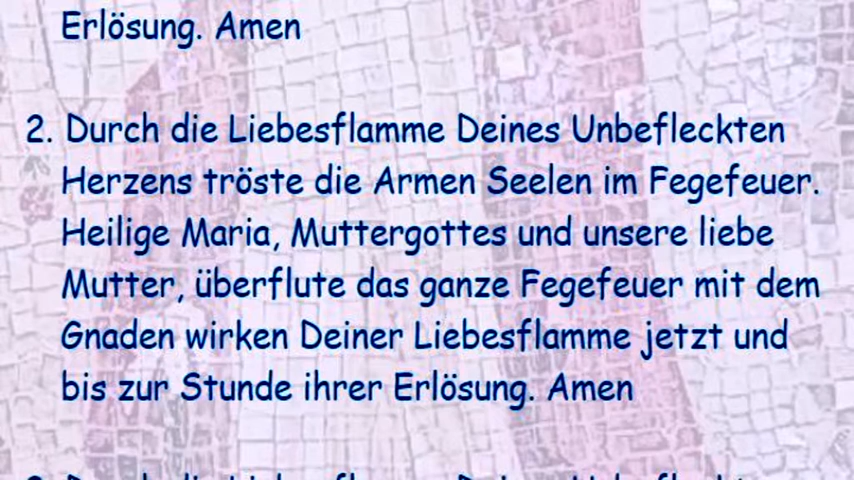 Erlösung. Amen
2. Durch die Liebesflamme Deines Unbefleckten
Herzens tröste die Armen Seelen im Fegefeuer.
Heilige Maria, Muttergottes und unsere liebe
Mutter, überflute das ganze Fegefeuer mit dem
Gnaden wirken Deiner Liebesflamme jetzt und
bis zur Stunde ihrer Erlösung. Amen